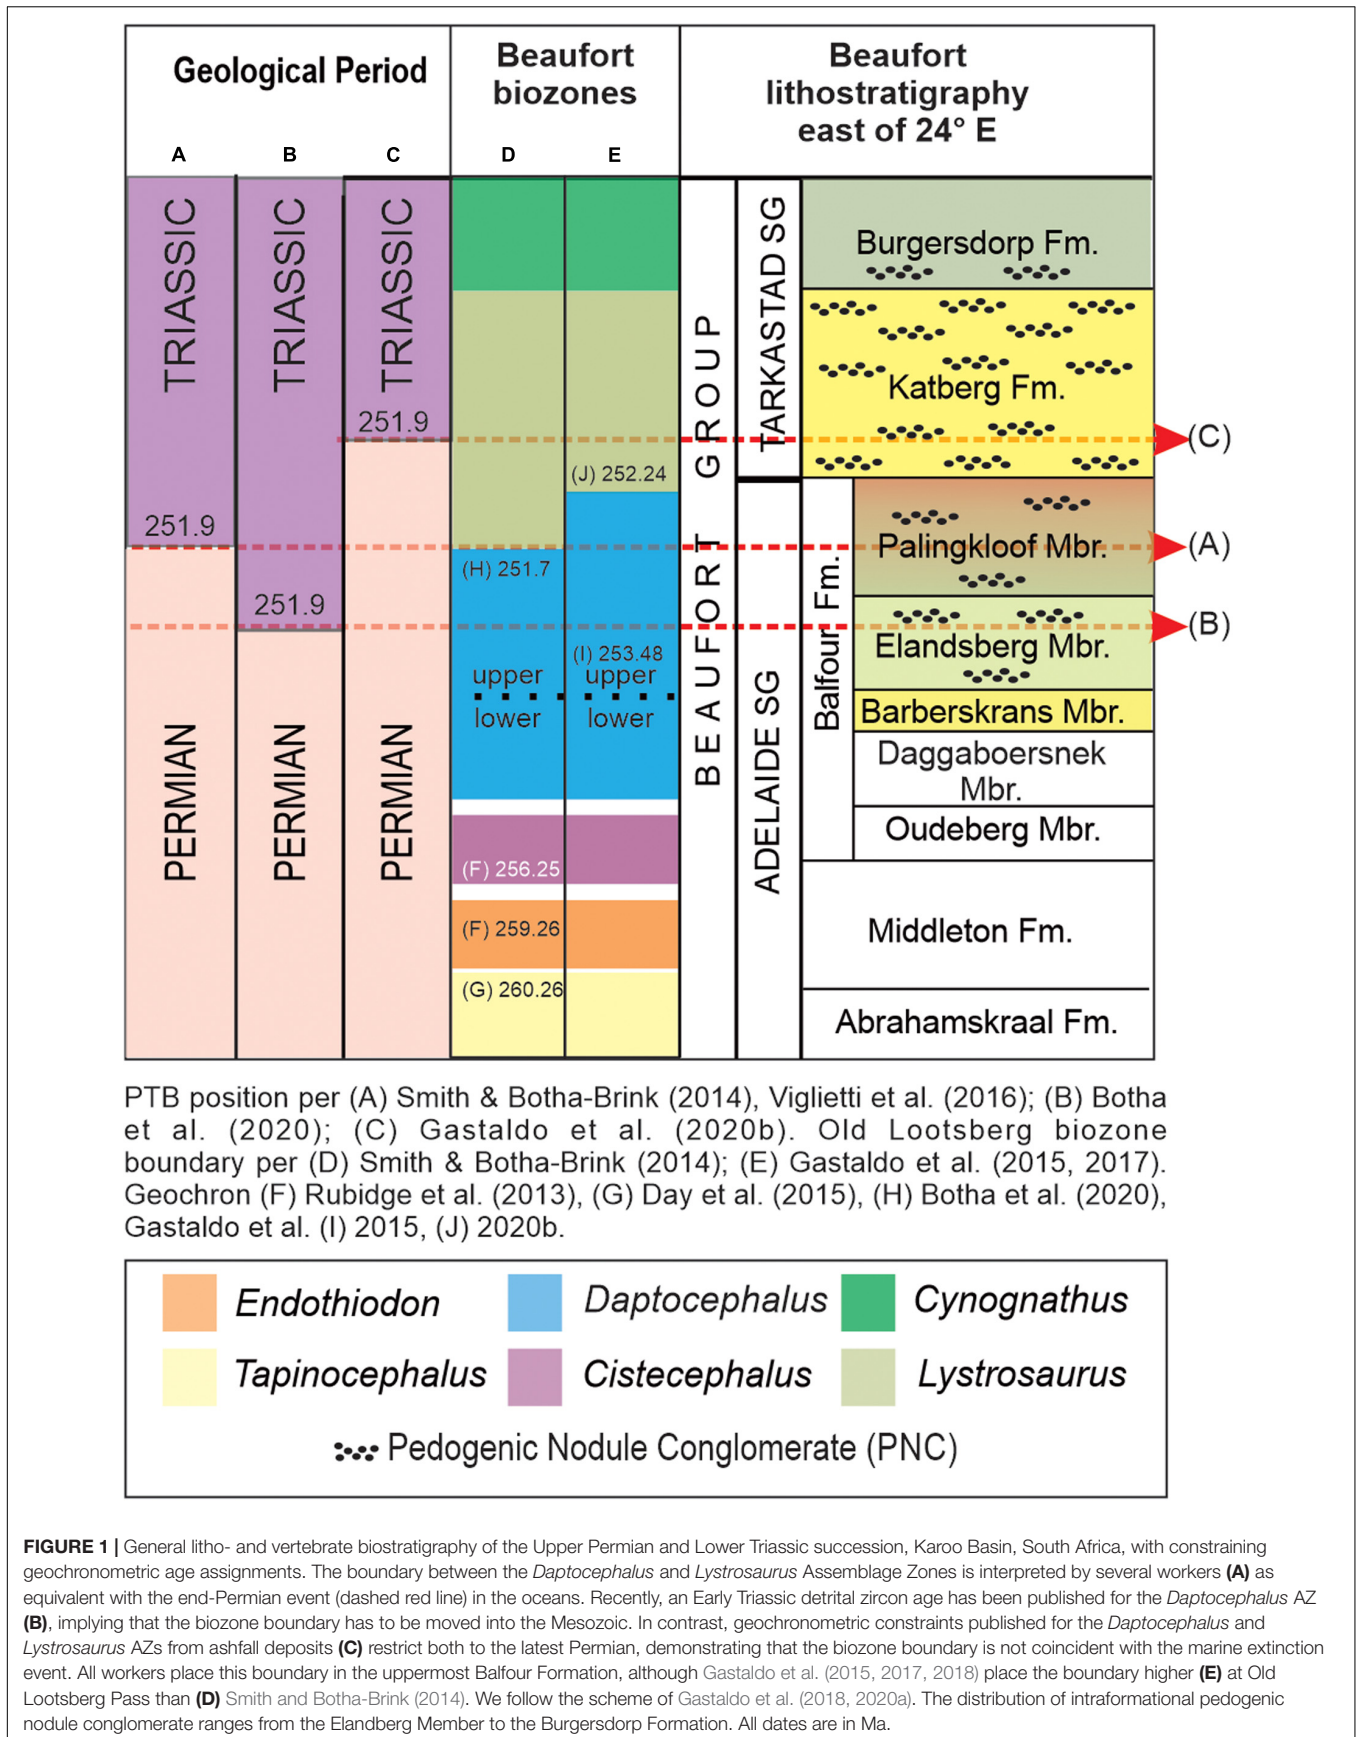 Geological Period
Beaufort
biozones
Beaufort
lithostratigraphy
east of 24° E
A
B
C
D
E
TRIASSIC
TRIASSIC
TRIASSIC
251.9
251.9
251.9
PERMIAN
PERMIAN
PERMIAN
(J) 252.24
(H) 251.7
(I) 253.48
upper
upper
lower
lower
(F) 256.25
(F) 259.26
(G) 260.26
BEAUFORT GROUP
TARKASTAD SG
ADELAIDE SG
Balfour Fm.
Burgersdorp Fm.
Katberg Fm.
Palingkloof Mbr.
Elandsberg Mbr.
Barberskrans Mbr.
Daggaboersnek
Mbr.
Oudeberg Mbr.
Middleton Fm.
Abrahamskraal Fm.
(C)
(A)
(B)
PTB position per (A) Smith & Botha-Brink (2014), Viglietti et al. (2016); (B) Botha
et al. (2020); (C) Gastaldo et al. (2020b). Old Lootsberg biozone
boundary per (D) Smith & Botha-Brink (2014); (E) Gastaldo et al. (2015, 2017).
Geochron (F) Rubidge et al. (2013), (G) Day et al. (2015), (H) Botha et al. (2020),
Gastaldo et al. (I) 2015, (J) 2020b.
Endothiodon
Daptocephalus
Cynognathus
Tapinocephalus
Cistecephalus
Lystrosaurus
Pedogenic Nodule Conglomerate (PNC)
FIGURE 1 | General litho- and vertebrate biostratigraphy of the Upper Permian and Lower Triassic succession, Karoo Basin, South Africa, with constraining
geochronometric age assignments. The boundary between the Daptocephalus and Lystrosaurus Assemblage Zones is interpreted by several workers (A) as
equivalent with the end-Permian event (dashed red line) in the oceans. Recently, an Early Triassic detrital zircon age has been published for the Daptocephalus AZ
(B), implying that the biozone boundary has to be moved into the Mesozoic. In contrast, geochronometric constraints published for the Daptocephalus and
Lystrosaurus AZs from ashfall deposits (C) restrict both to the latest Permian, demonstrating that the biozone boundary is not coincident with the marine extinction
event. All workers place this boundary in the uppermost Balfour Formation, although Gastaldo et al. (2015, 2017, 2018) place the boundary higher (E) at Old
Lootsberg Pass than (D) Smith and Botha-Brink (2014). We follow the scheme of Gastaldo et al. (2018, 2020a). The distribution of intraformational pedogenic
nodule conglomerate ranges from the Elandberg Member to the Burgersdorp Formation. All dates are in Ma.